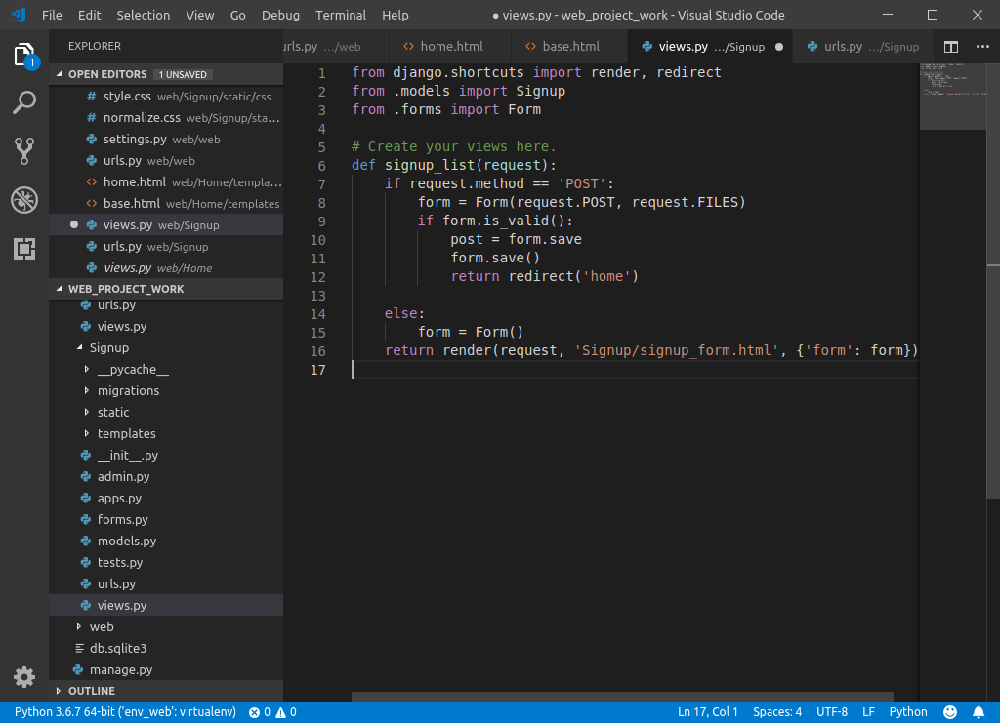 File Edit Selection View Go Debug Terminal Help ● views.py - web_project_work - Visual Studio Code
EXPLORER
urls.py …/web
home.html
base.html
views.py …/Signup
urls.py …/Signup
1
OPEN EDITORS 1 UNSAVED
style.css web/Signup/static/css
normalize.css web/Signup/sta…
settings.py web/web
urls.py web/web
home.html web/Home/templa…
base.html web/Home/templates
views.py web/Signup
urls.py web/Signup
views.py web/Home
WEB_PROJECT_WORK
urls.py
views.py
Signup
__pycache__
migrations
static
templates
__init__.py
admin.py
apps.py
forms.py
models.py
tests.py
urls.py
views.py
web
db.sqlite3
manage.py
OUTLINE
1 from django.shortcuts import render, redirect
2 from .models import Signup
3 from .forms import Form
4
5 # Create your views here.
6 def signup_list(request):
7     if request.method == 'POST':
8         form = Form(request.POST, request.FILES)
9         if form.is_valid():
10             post = form.save
11             form.save()
12             return redirect('home')
13
14     else:
15         form = Form()
16     return render(request, 'Signup/signup_form.html', {'form': form})
17
Python 3.6.7 64-bit ('env_web': virtualenv) 0 0 Ln 17, Col 1 Spaces: 4 UTF-8 LF Python